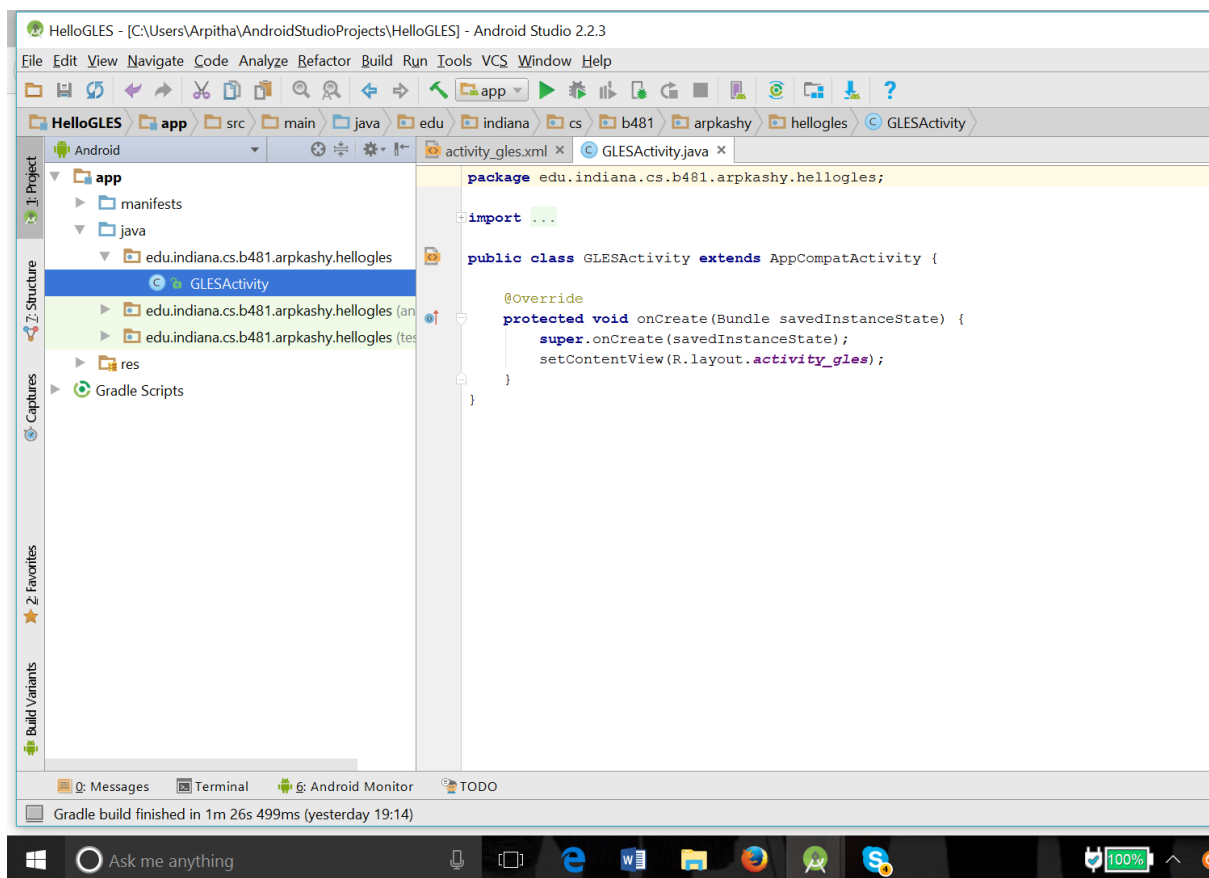 HelloGLES - [C:\Users\Arpitha\AndroidStudioProjects\HelloGLES] - Android Studio 2.2.3
File Edit View Navigate Code Analyze Refactor Build Run Tools VCS Window Help
app
HelloGLES app src main java edu indiana cs b481 arpkashy hellogles GLESActivity
Android
activity_gles.xml GLESActivity.java
1: Project
7: Structure
Captures
2: Favorites
Build Variants
app
manifests
java
edu.indiana.cs.b481.arpkashy.hellogles
GLESActivity
edu.indiana.cs.b481.arpkashy.hellogles (an
edu.indiana.cs.b481.arpkashy.hellogles (tes
res
Gradle Scripts
package edu.indiana.cs.b481.arpkashy.hellogles;
import ...
public class GLESActivity extends AppCompatActivity {
@Override
protected void onCreate(Bundle savedInstanceState) {
super.onCreate(savedInstanceState);
setContentView(R.layout.activity_gles);
}
}
0: Messages Terminal 6: Android Monitor TODO
Gradle build finished in 1m 26s 499ms (yesterday 19:14)
Ask me anything
100%